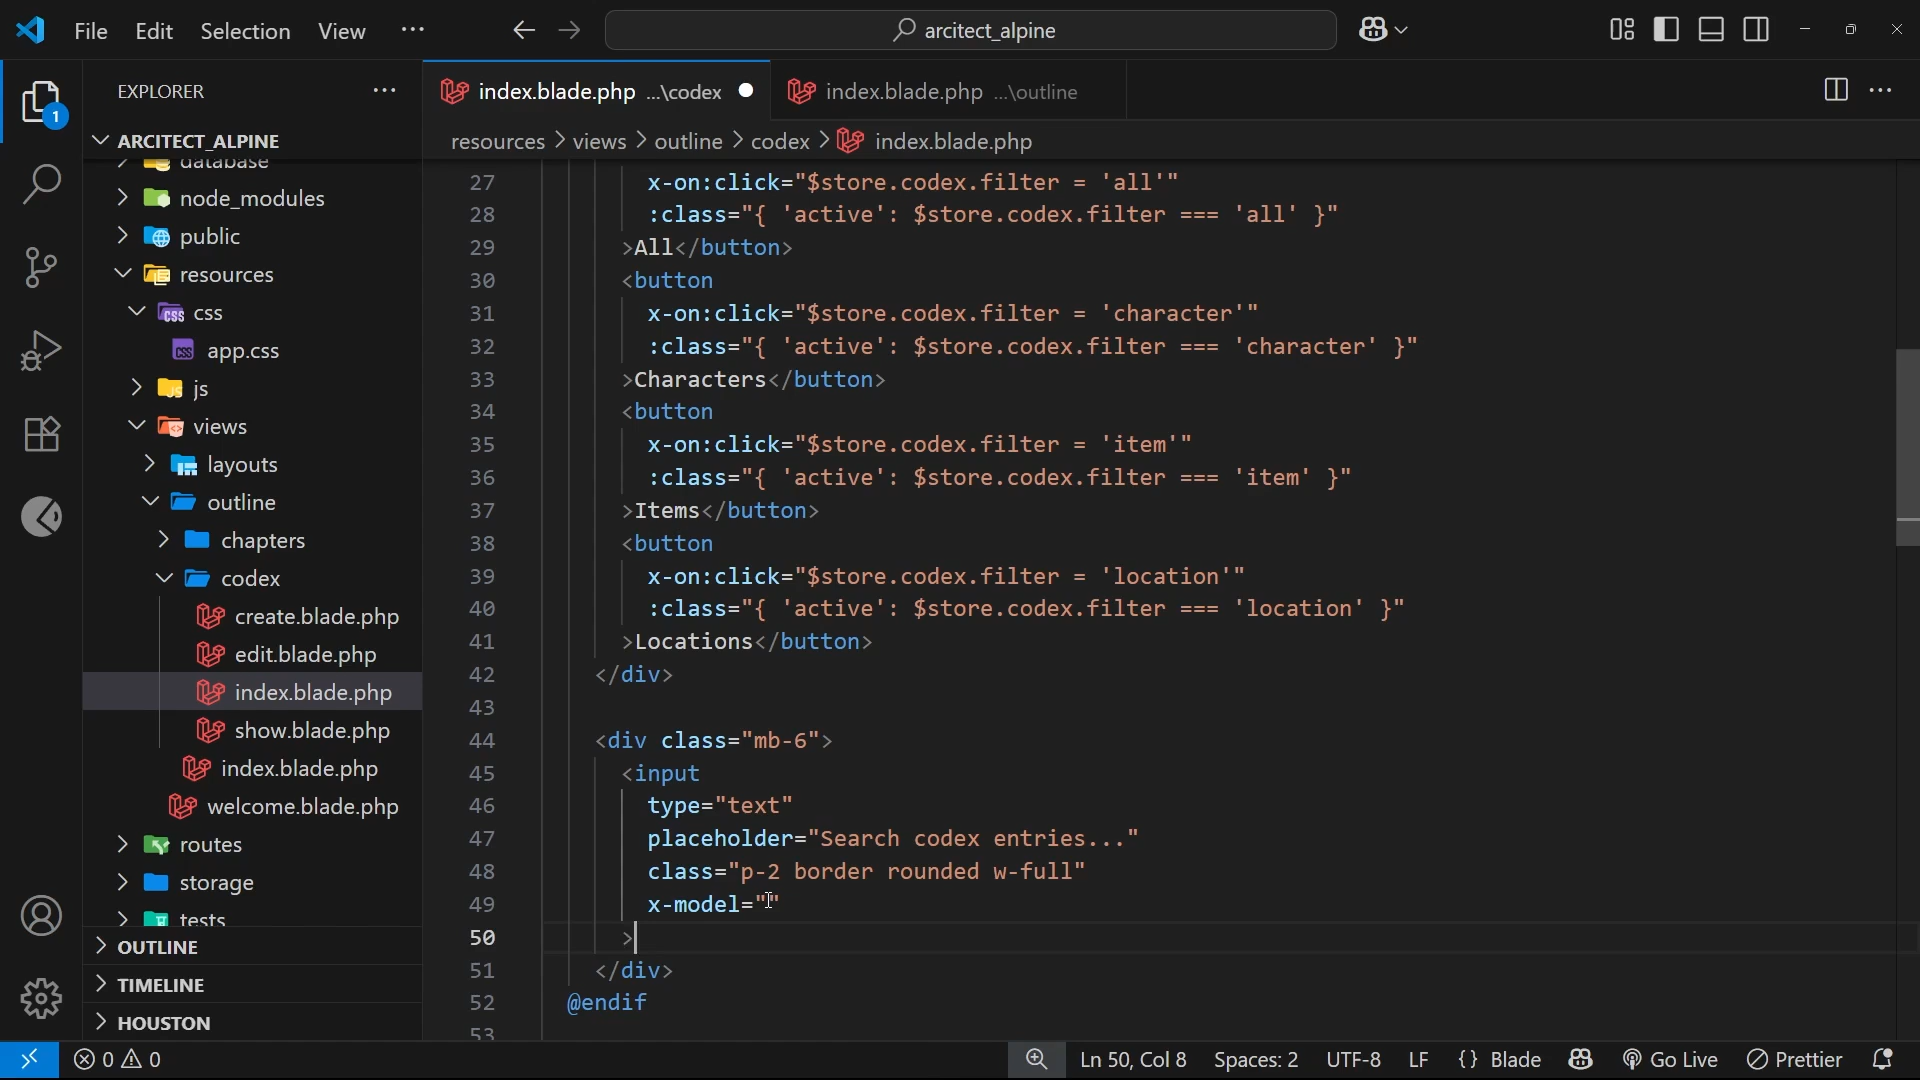 File Edit Selection View ··· arcitect_alpine
EXPLORER ···
index.blade.php ...\codex
index.blade.php ...\outline
resources > views > outline > codex > index.blade.php
1
ARCITECT_ALPINE
database
node_modules
public
resources
css
app.css
js
views
layouts
outline
chapters
codex
create.blade.php
edit.blade.php
index.blade.php
show.blade.php
index.blade.php
welcome.blade.php
routes
storage
tests
OUTLINE
TIMELINE
HOUSTON
27 x-on:click="$store.codex.filter = 'all'"
28 :class="{ 'active': $store.codex.filter === 'all' }"
29 >All</button>
30 <button
31 x-on:click="$store.codex.filter = 'character'"
32 :class="{ 'active': $store.codex.filter === 'character' }"
33 >Characters</button>
34 <button
35 x-on:click="$store.codex.filter = 'item'"
36 :class="{ 'active': $store.codex.filter === 'item' }"
37 >Items</button>
38 <button
39 x-on:click="$store.codex.filter = 'location'"
40 :class="{ 'active': $store.codex.filter === 'location' }"
41 >Locations</button>
42 </div>
43
44 <div class="mb-6">
45 <input
46 type="text"
47 placeholder="Search codex entries..."
48 class="p-2 border rounded w-full"
49 x-model=""
50 >
51 </div>
52 @endif
53
0 0 Ln 50, Col 8 Spaces: 2 UTF-8 LF {} Blade Go Live Prettier